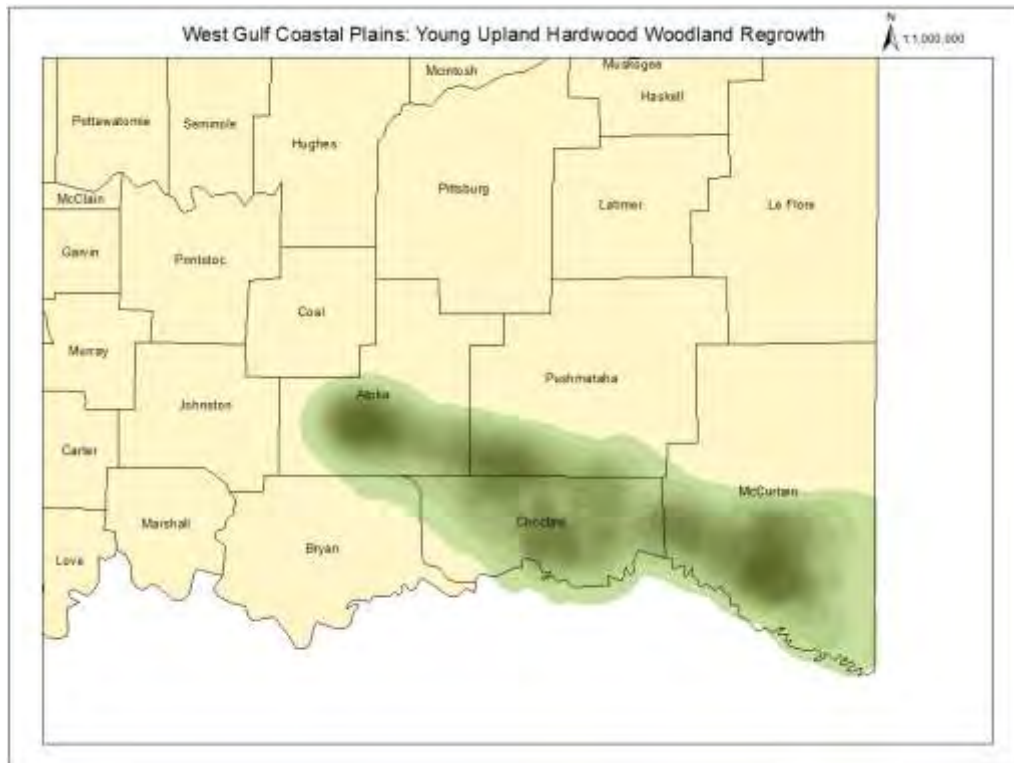 West Gulf Coastal Plains: Young Upland Hardwood Woodland Regrowth
N
1:1,000,000
McIntosh
Muskogee
Haskell
Pottawatomie
Seminole
Hughes
Pittsburg
Latimer
Le Flore
McClain
Garvin
Pontotoc
Coal
Murray
Johnston
Atoka
Pushmataha
Carter
McCurtain
Marshall
Choctaw
Bryan
Love